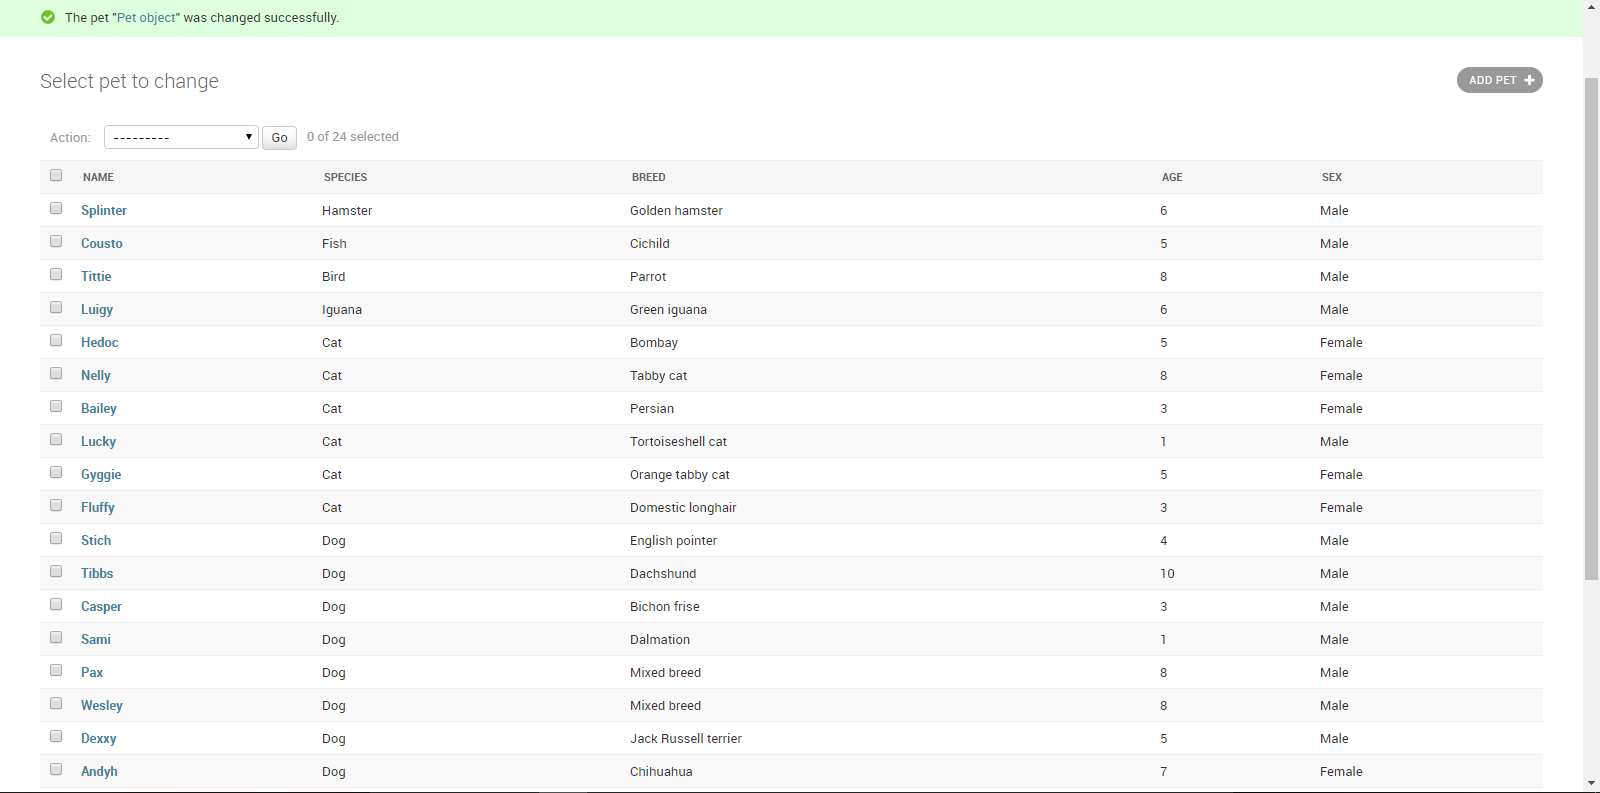 The pet "Pet object" was changed successfully.
Select pet to change
ADD PET +
Action: --------- Go 0 of 24 selected
NAME SPECIES BREED AGE SEX
Splinter Hamster Golden hamster 6 Male
Cousto Fish Cichild 5 Male
Tittie Bird Parrot 8 Male
Luigy Iguana Green iguana 6 Male
Hedoc Cat Bombay 5 Female
Nelly Cat Tabby cat 8 Female
Bailey Cat Persian 3 Female
Lucky Cat Tortoiseshell cat 1 Male
Gyggie Cat Orange tabby cat 5 Female
Fluffy Cat Domestic longhair 3 Female
Stich Dog English pointer 4 Male
Tibbs Dog Dachshund 10 Male
Casper Dog Bichon frise 3 Male
Sami Dog Dalmation 1 Male
Pax Dog Mixed breed 8 Male
Wesley Dog Mixed breed 8 Male
Dexxy Dog Jack Russell terrier 5 Male
Andyh Dog Chihuahua 7 Female